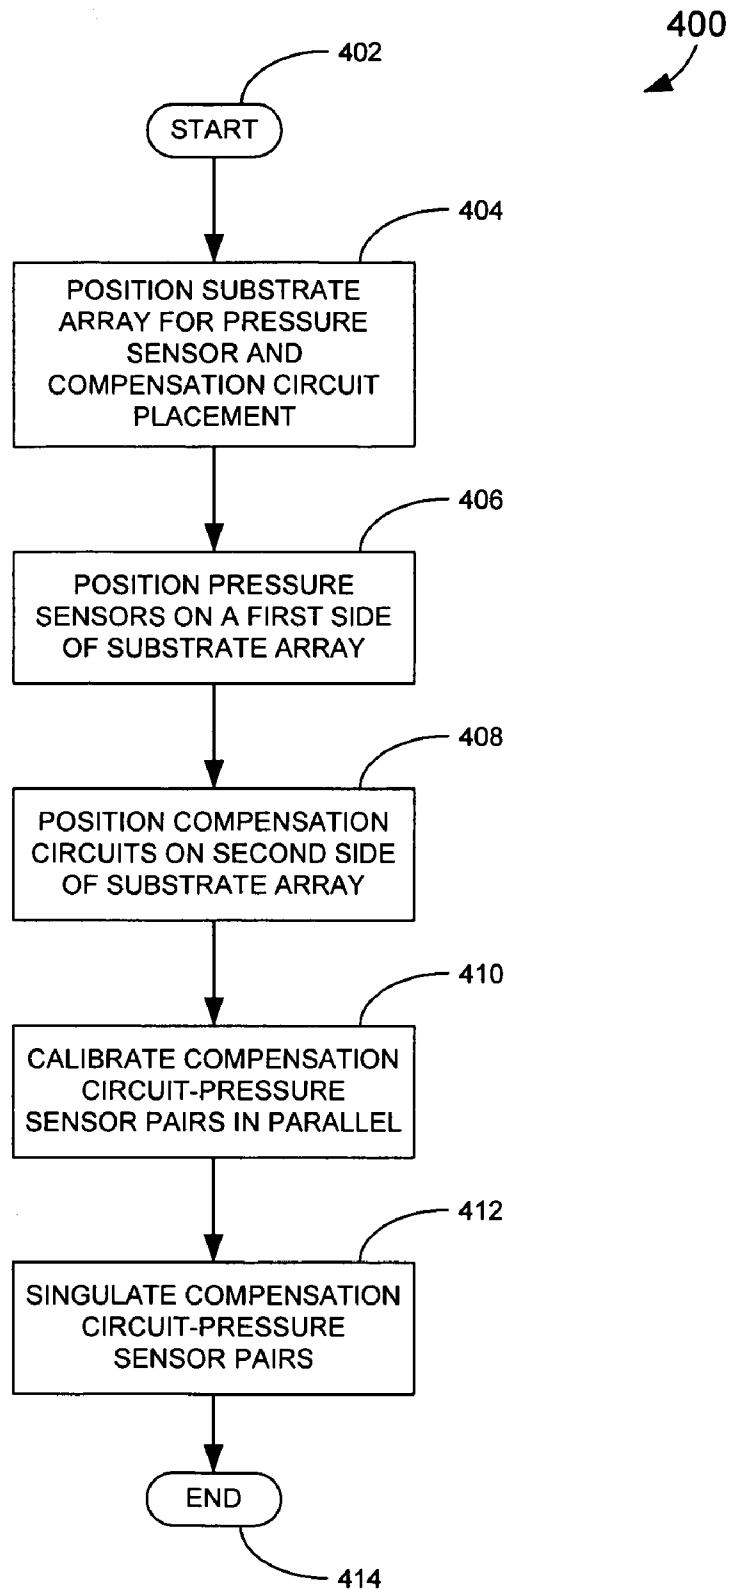 400
402
START
404
POSITION SUBSTRATE
ARRAY FOR PRESSURE
SENSOR AND
COMPENSATION CIRCUIT
PLACEMENT
406
POSITION PRESSURE
SENSORS ON A FIRST SIDE
OF SUBSTRATE ARRAY
408
POSITION COMPENSATION
CIRCUITS ON SECOND SIDE
OF SUBSTRATE ARRAY
410
CALIBRATE COMPENSATION
CIRCUIT-PRESSURE
SENSOR PAIRS IN PARALLEL
412
SINGULATE COMPENSATION
CIRCUIT-PRESSURE
SENSOR PAIRS
END
414